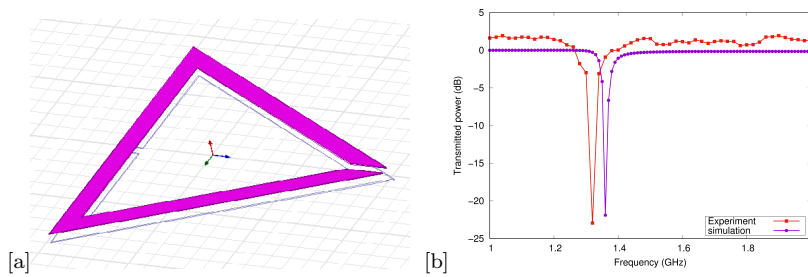 [a]
[b]
5
0
−5
−10
−15
−20
−25
Transmitted power (dB)
1
1.2
1.4
1.6
1.8
Frequency (GHz)
Experiment
simulation